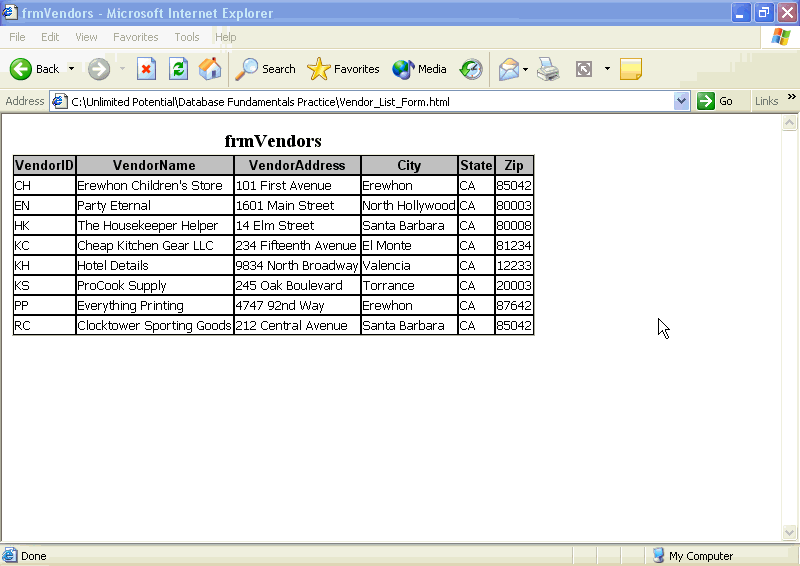 frmVendors - Microsoft Internet Explorer
File Edit View Favorites Tools Help
Back Search Favorites Media
Address C:\Unlimited Potential\Database Fundamentals Practice\Vendor_List_Form.html Go Links »
frmVendors
VendorID VendorName VendorAddress City State Zip
CH Erewhon Children's Store 101 First Avenue Erewhon CA 85042
EN Party Eternal 1601 Main Street North Hollywood CA 80003
HK The Housekeeper Helper 14 Elm Street Santa Barbara CA 80008
KC Cheap Kitchen Gear LLC 234 Fifteenth Avenue El Monte CA 81234
KH Hotel Details 9834 North Broadway Valencia CA 12233
KS ProCook Supply 245 Oak Boulevard Torrance CA 20003
PP Everything Printing 4747 92nd Way Erewhon CA 87642
RC Clocktower Sporting Goods 212 Central Avenue Santa Barbara CA 85042
Done My Computer